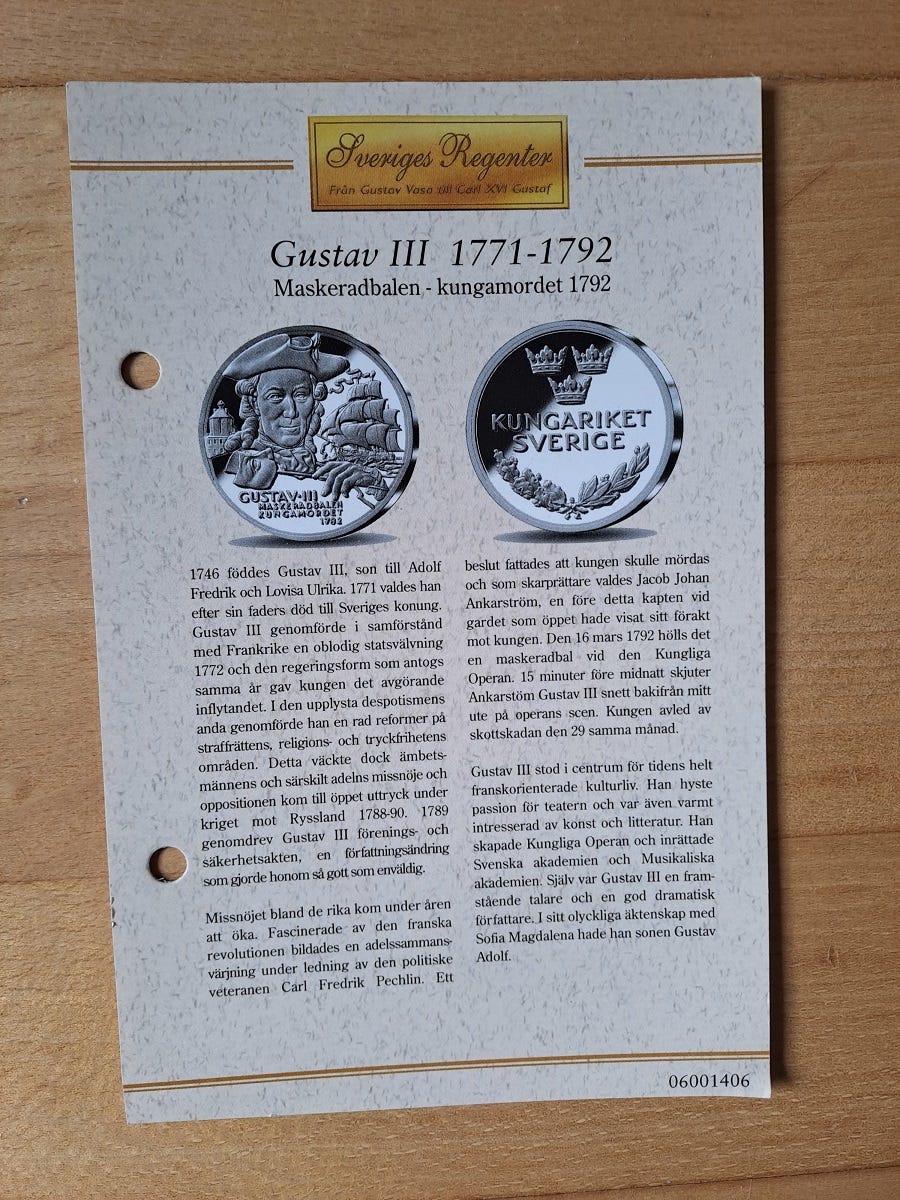 Sveriges Regenter
Från Gustav Vasa till Carl XVI Gustaf
Gustav III 1771-1792
Maskeradbalen - kungamordet 1792
GUSTAV·III
MASKERADBALEN
KUNGAMORDET
1792
KUNGARIKET
SVERIGE
1746 föddes Gustav III, son till Adolf
Fredrik och Lovisa Ulrika. 1771 valdes han
efter sin faders död till Sveriges konung.
Gustav III genomförde i samförstånd
med Frankrike en oblodig statsvälvning
1772 och den regeringsform som antogs
samma år gav kungen det avgörande
inflytandet. I den upplysta despotismens
anda genomförde han en rad reformer på
straffrättens, religions- och tryckfrihetens
områden. Detta väckte dock ämbets-
männens och särskilt adelns missnöje och
oppositionen kom till öppet uttryck under
kriget mot Ryssland 1788-90. 1789
genomdrev Gustav III förenings- och
säkerhetsakten, en författningsändring
som gjorde honom så gott som enväldig.
Missnöjet bland de rika kom under åren
att öka. Fascinerade av den franska
revolutionen bildades en adelssammans-
värjning under ledning av den politiske
veteranen Carl Fredrik Pechlin. Ett
beslut fattades att kungen skulle mördas
och som skarprättare valdes Jacob Johan
Ankarström, en före detta kapten vid
gardet som öppet hade visat sitt förakt
mot kungen. Den 16 mars 1792 hölls det
en maskeradbal vid den Kungliga
Operan. 15 minuter före midnatt skjuter
Ankarstöm Gustav III snett bakifrån mitt
ute på operans scen. Kungen avled av
skottskadan den 29 samma månad.
Gustav III stod i centrum för tidens helt
franskorienterade kulturliv. Han hyste
passion för teatern och var även varmt
intresserad av konst och litteratur. Han
skapade Kungliga Operan och inrättade
Svenska akademien och Musikaliska
akademien. Själv var Gustav III en fram-
stående talare och en god dramatisk
författare. I sitt olyckliga äktenskap med
Sofia Magdalena hade han sonen Gustav
Adolf.
06001406